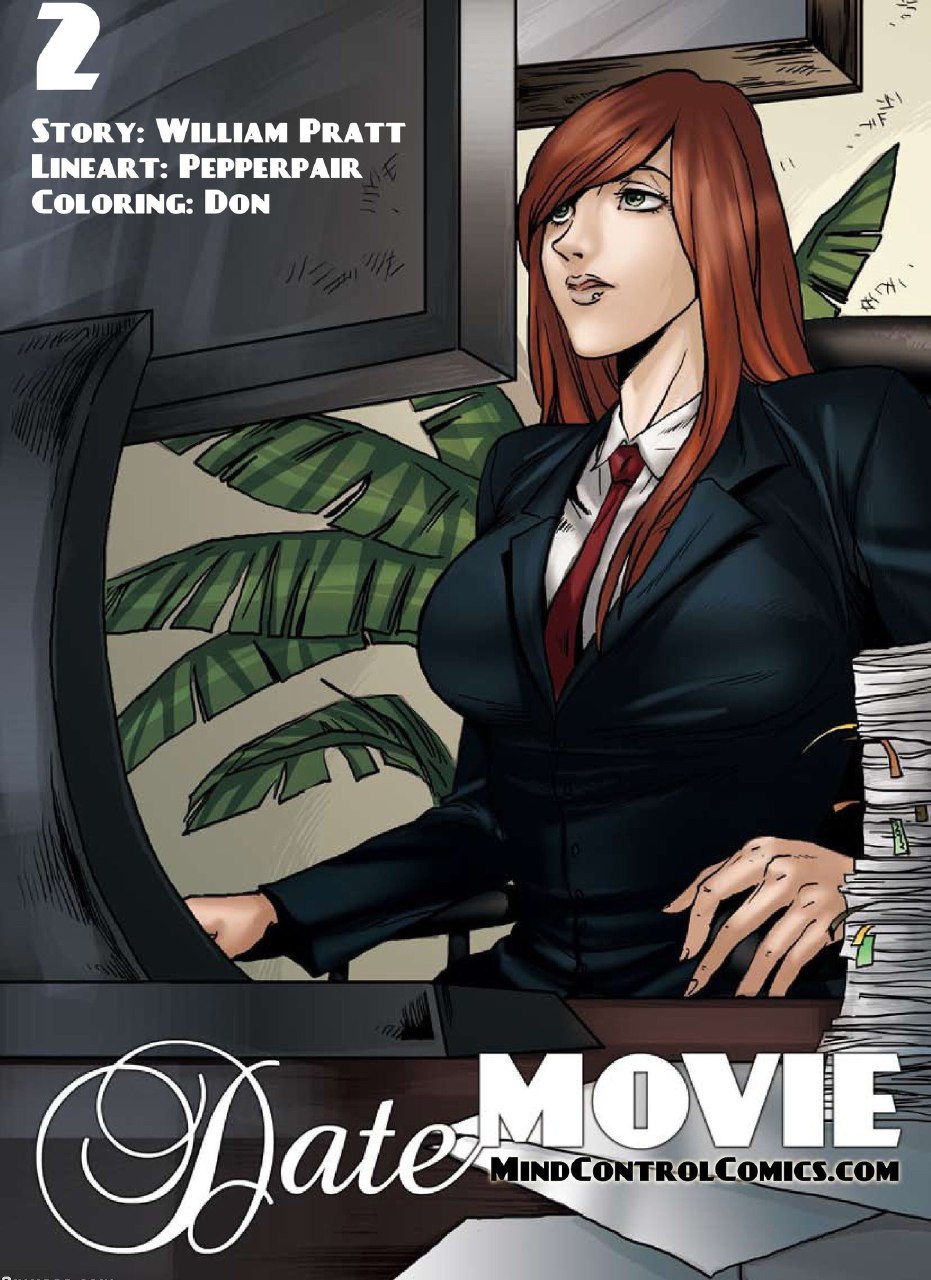 2
Story: William Pratt
Lineart: Pepperpair
Coloring: Don
Date MOVIE
MindControlComics.com